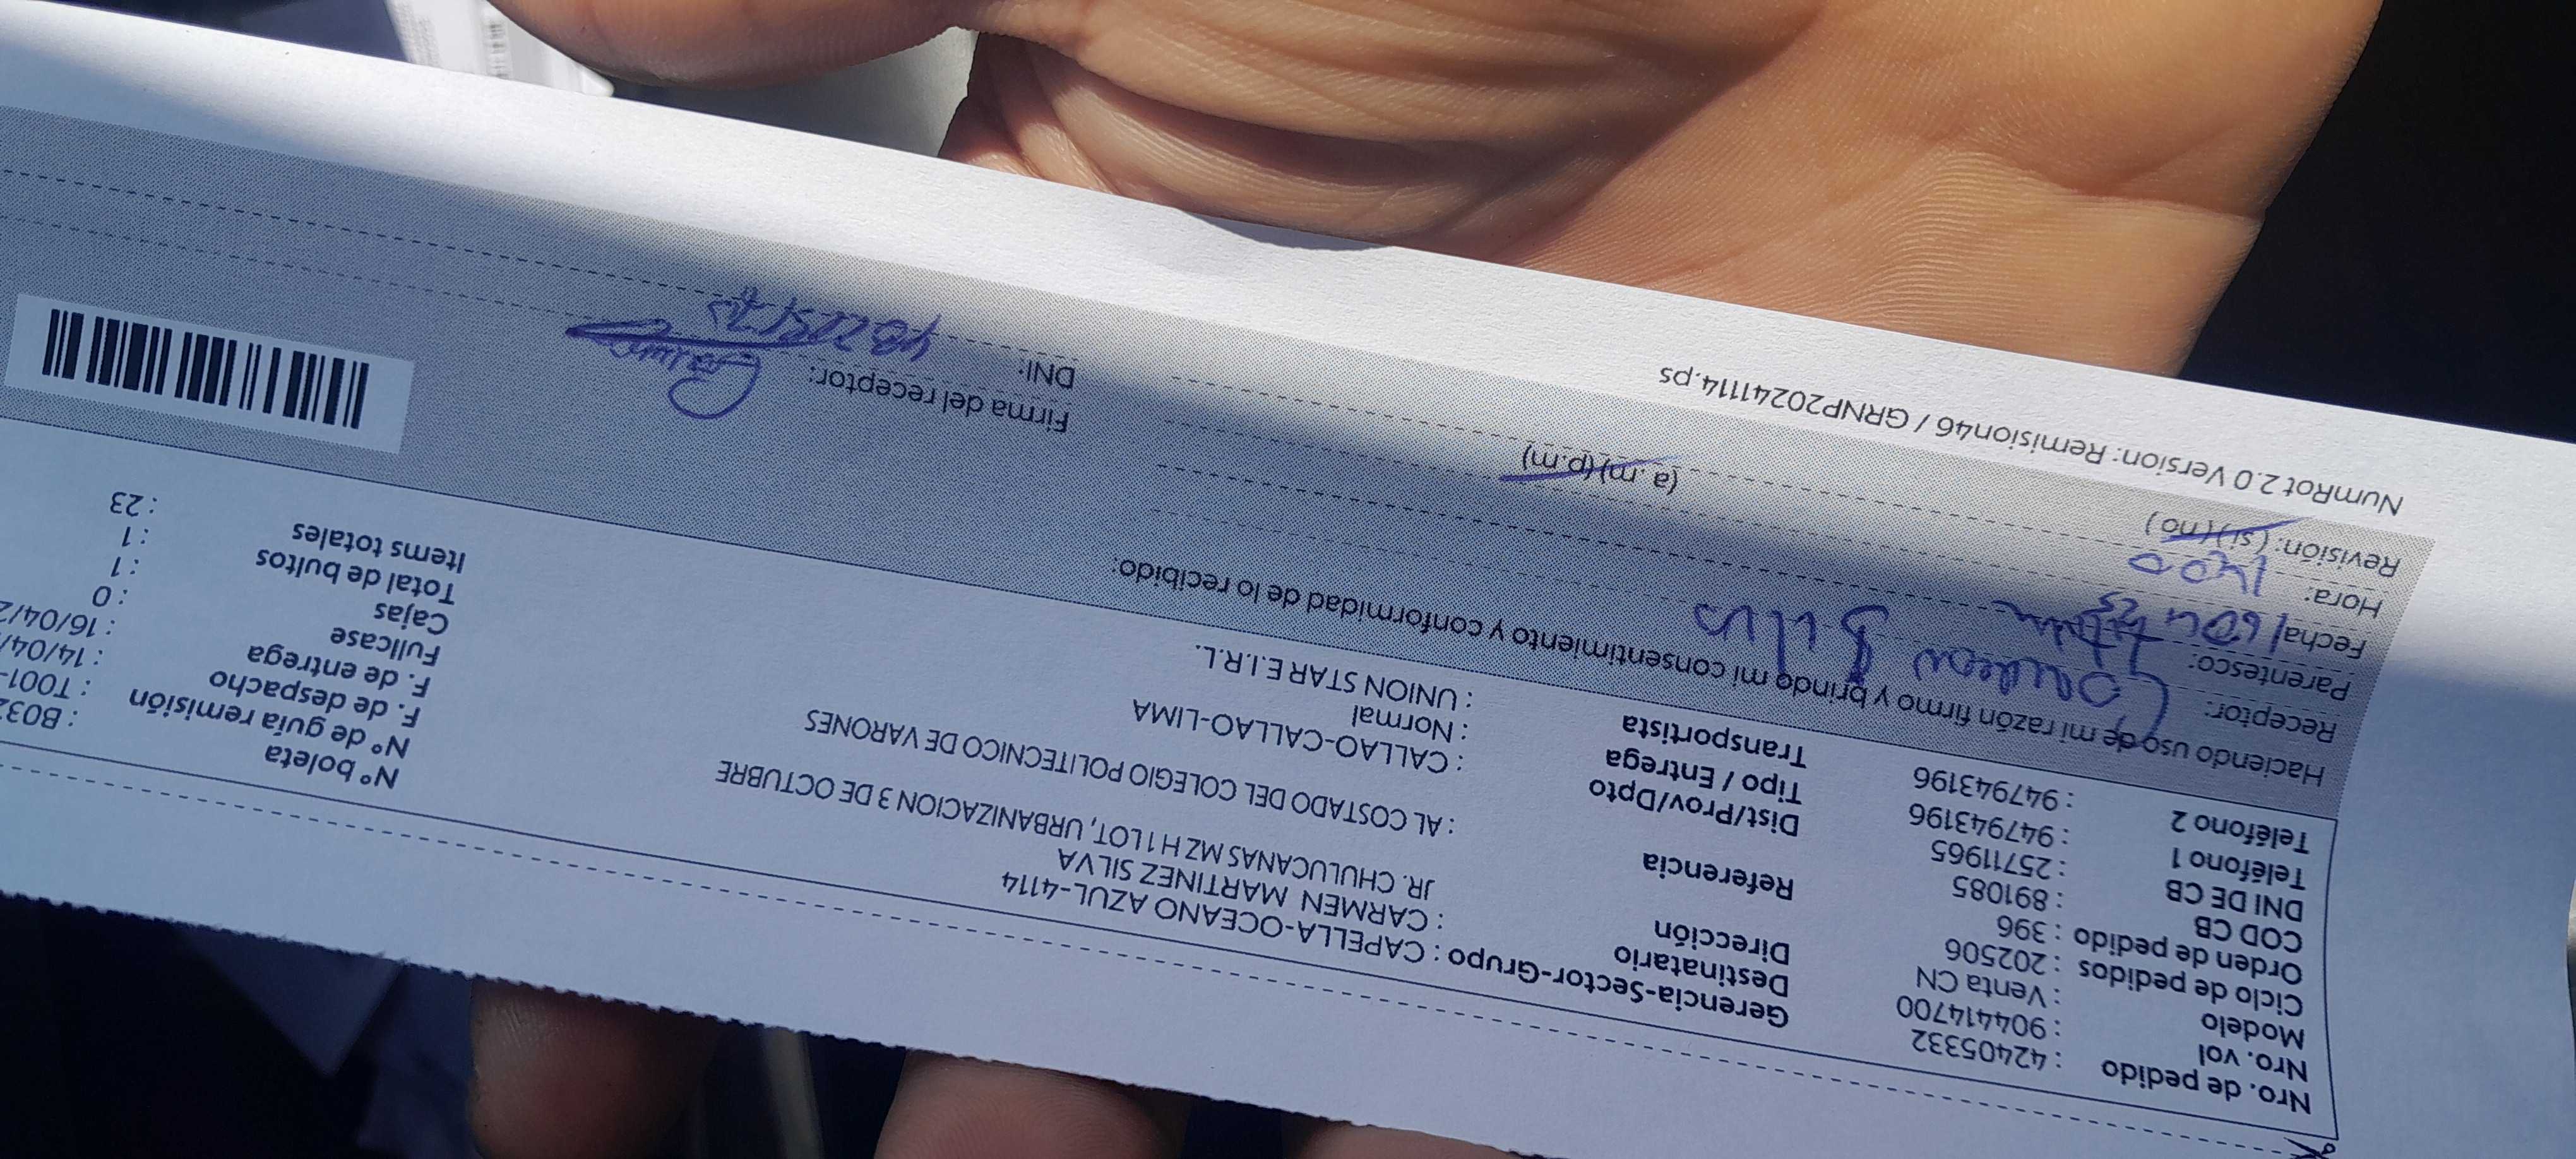 Nro. de pedido : 42405332
Nro. vol : 904414700
Modelo : Venta CN
Ciclo de pedidos : 202506
Orden de pedido : 396
COD CB : 891085
DNI DE CB : 25711965
Teléfono 1 : 947943196
Teléfono 2 : 947943196
Gerencia-Sector-Grupo : CAPELLA-OCEANO AZUL-4114
Destinatario : CARMEN MARTINEZ SILVA
Dirección JR. CHULUCANAS MZ H 1 LOT, URBANIZACION 3 DE OCTUBRE
Referencia : AL COSTADO DEL COLEGIO POLITECNICO DE VARONES
Dist/Prov/Dpto : CALLAO-CALLAO-LIMA
Tipo / Entrega : Normal
Transportista : UNION STAR E.I.R.L.
N° boleta : B032
N° de guía remisión : T001-
F. de despacho : 14/04/
F. de entrega : 16/04/2
Fullcase : 0
Cajas : 1
Total de bultos : 1
Items totales : 23
Haciendo uso de mi razón firmo y brindo mi consentimiento y conformidad de lo recibido:
Receptor:
Parentesco:
Fecha:
Hora: 1400 (a.m) (p.m)
Revisión: (si) (no)
Firma del receptor:
DNI:
NumRot 2.0 Version: Remision46 / GRNP20241114.ps